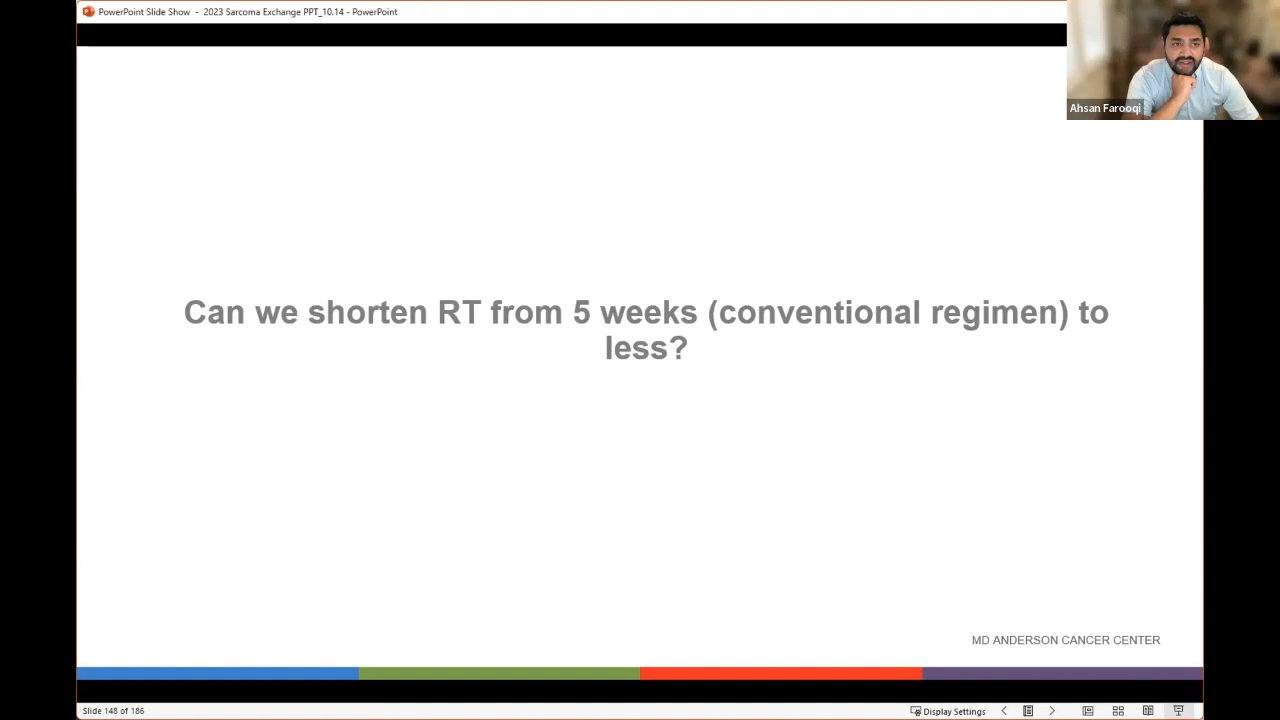 PowerPoint Slide Show - 2023 Sarcoma Exchange PPT_10.14 - PowerPoint
Ahsan Farooqi
Can we shorten RT from 5 weeks (conventional regimen) to
less?
MD ANDERSON CANCER CENTER
Slide 148 of 186
Display Settings